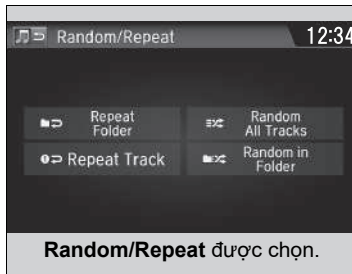 Random/Repeat
12:34
Repeat
Folder
Random
All Tracks
Repeat Track
Random in
Folder
Random/Repeat được chọn.